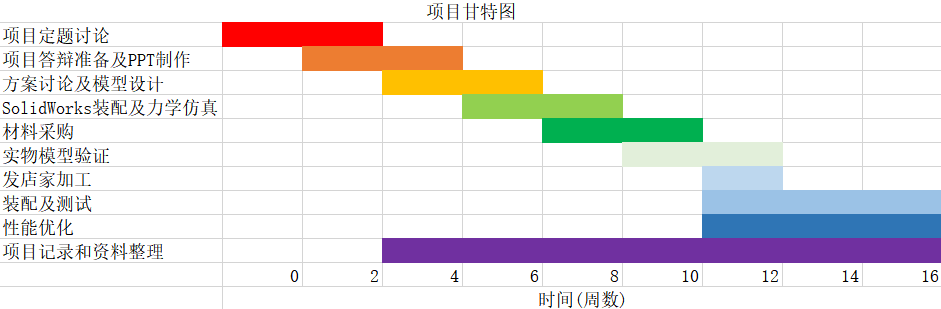 项目甘特图
项目定题讨论
项目答辩准备及PPT制作
方案讨论及模型设计
SolidWorks装配及力学仿真
材料采购
实物模型验证
发店家加工
装配及测试
性能优化
项目记录和资料整理
0 2 4 6 8 10 12 14 16
时间(周数)